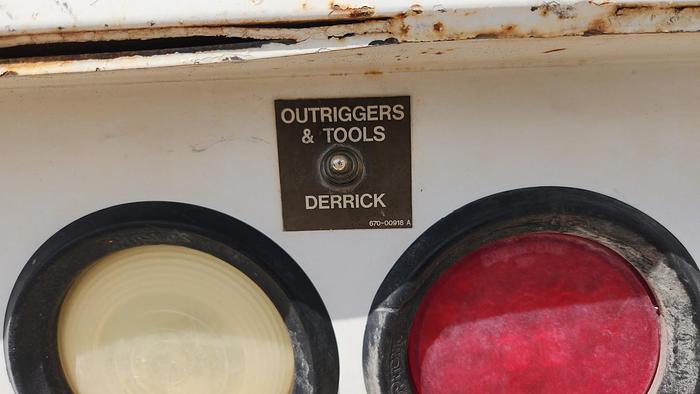 OUTRIGGERS
& TOOLS
DERRICK
670-00918 A